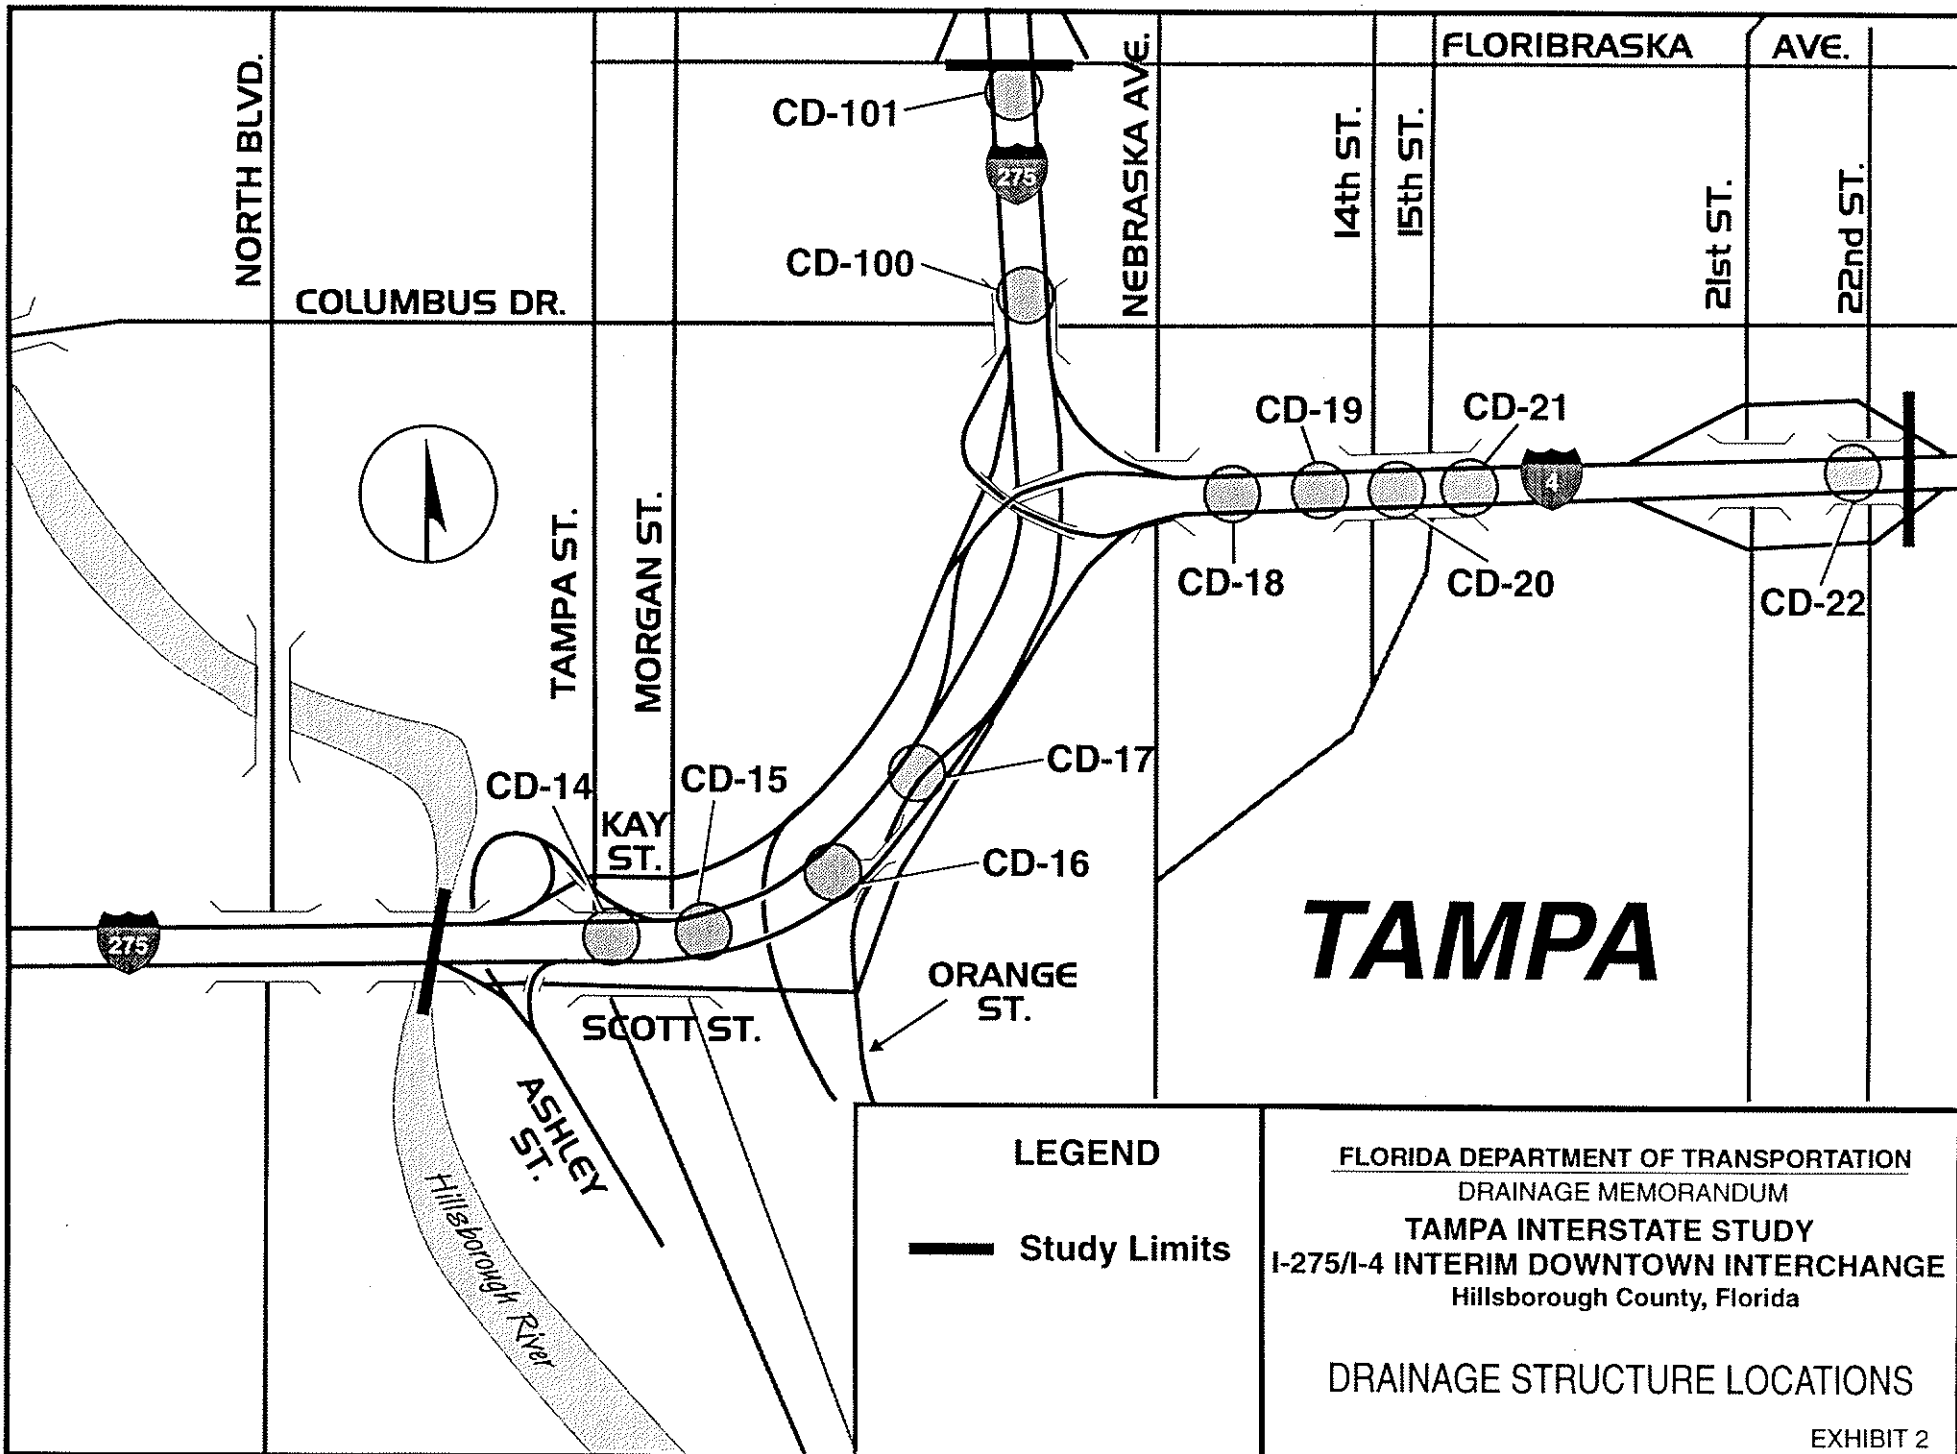 FLORIBRASKA AVE.
NORTH BLVD.
CD-101
275
NEBRASKA AVE.
14th ST.
15th ST.
21st ST.
22nd ST.
CD-100
COLUMBUS DR.
CD-19
CD-21
4
TAMPA ST.
MORGAN ST.
CD-18
CD-20
CD-22
CD-17
CD-14
CD-15
KAY
ST.
CD-16
275
TAMPA
ORANGE
ST.
SCOTT ST.
ASHLEY
ST.
Hillsborough River
LEGEND
Study Limits
FLORIDA DEPARTMENT OF TRANSPORTATION
DRAINAGE MEMORANDUM
TAMPA INTERSTATE STUDY
I-275/I-4 INTERIM DOWNTOWN INTERCHANGE
Hillsborough County, Florida
DRAINAGE STRUCTURE LOCATIONS
EXHIBIT 2